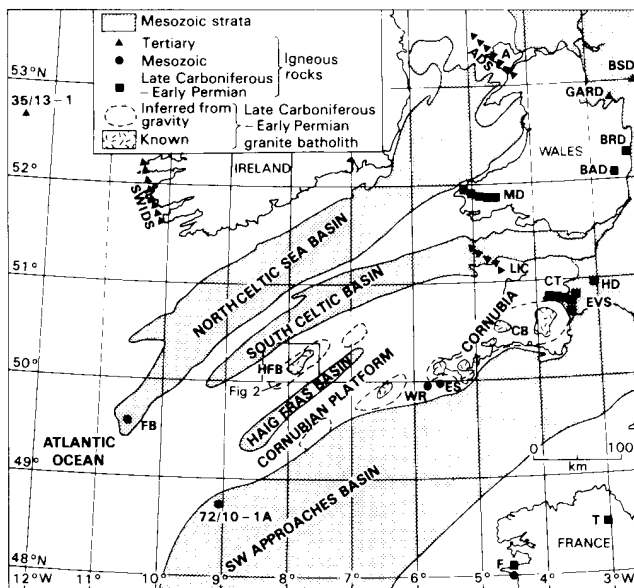 Mesozoic strata
Tertiary
Mesozoic
Late Carboniferous
– Early Permian
Igneous
rocks
Inferred from
gravity
Known
Late Carboniferous
– Early Permian
granite batholith
53°N
35/13-1
52°N
51°N
50°N
49°N
48°N
A
ADS
BSD
GARD
BRD
WALES
BAD
IRELAND
SWIDS
MD
NORTH CELTIC SEA BASIN
SOUTH CELTIC BASIN
LIC
CT
HD
EVS
CORNUBIA
CB
HFB
Fig 2
HAIG FRAS BASIN
CORNUBIAN PLATFORM
WR
ES
FB
ATLANTIC
OCEAN
0
100
km
72/10-1A
SW APPROACHES BASIN
T
FRANCE
F
12°W
11°
10°
9°
8°
7°
6°
5°
4°
3°W